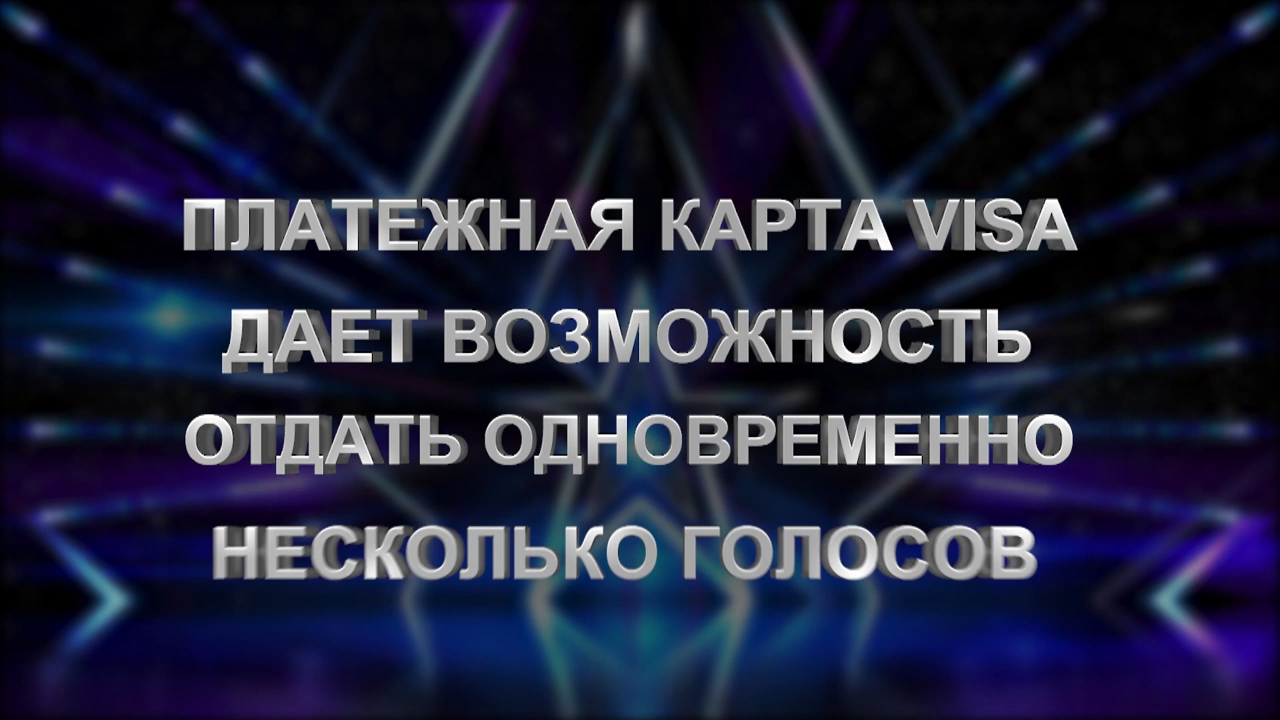 ПЛАТЕЖНАЯ КАРТА VISA
ДАЕТ ВОЗМОЖНОСТЬ
ОТДАТЬ ОДНОВРЕМЕННО
НЕСКОЛЬКО ГОЛОСОВ